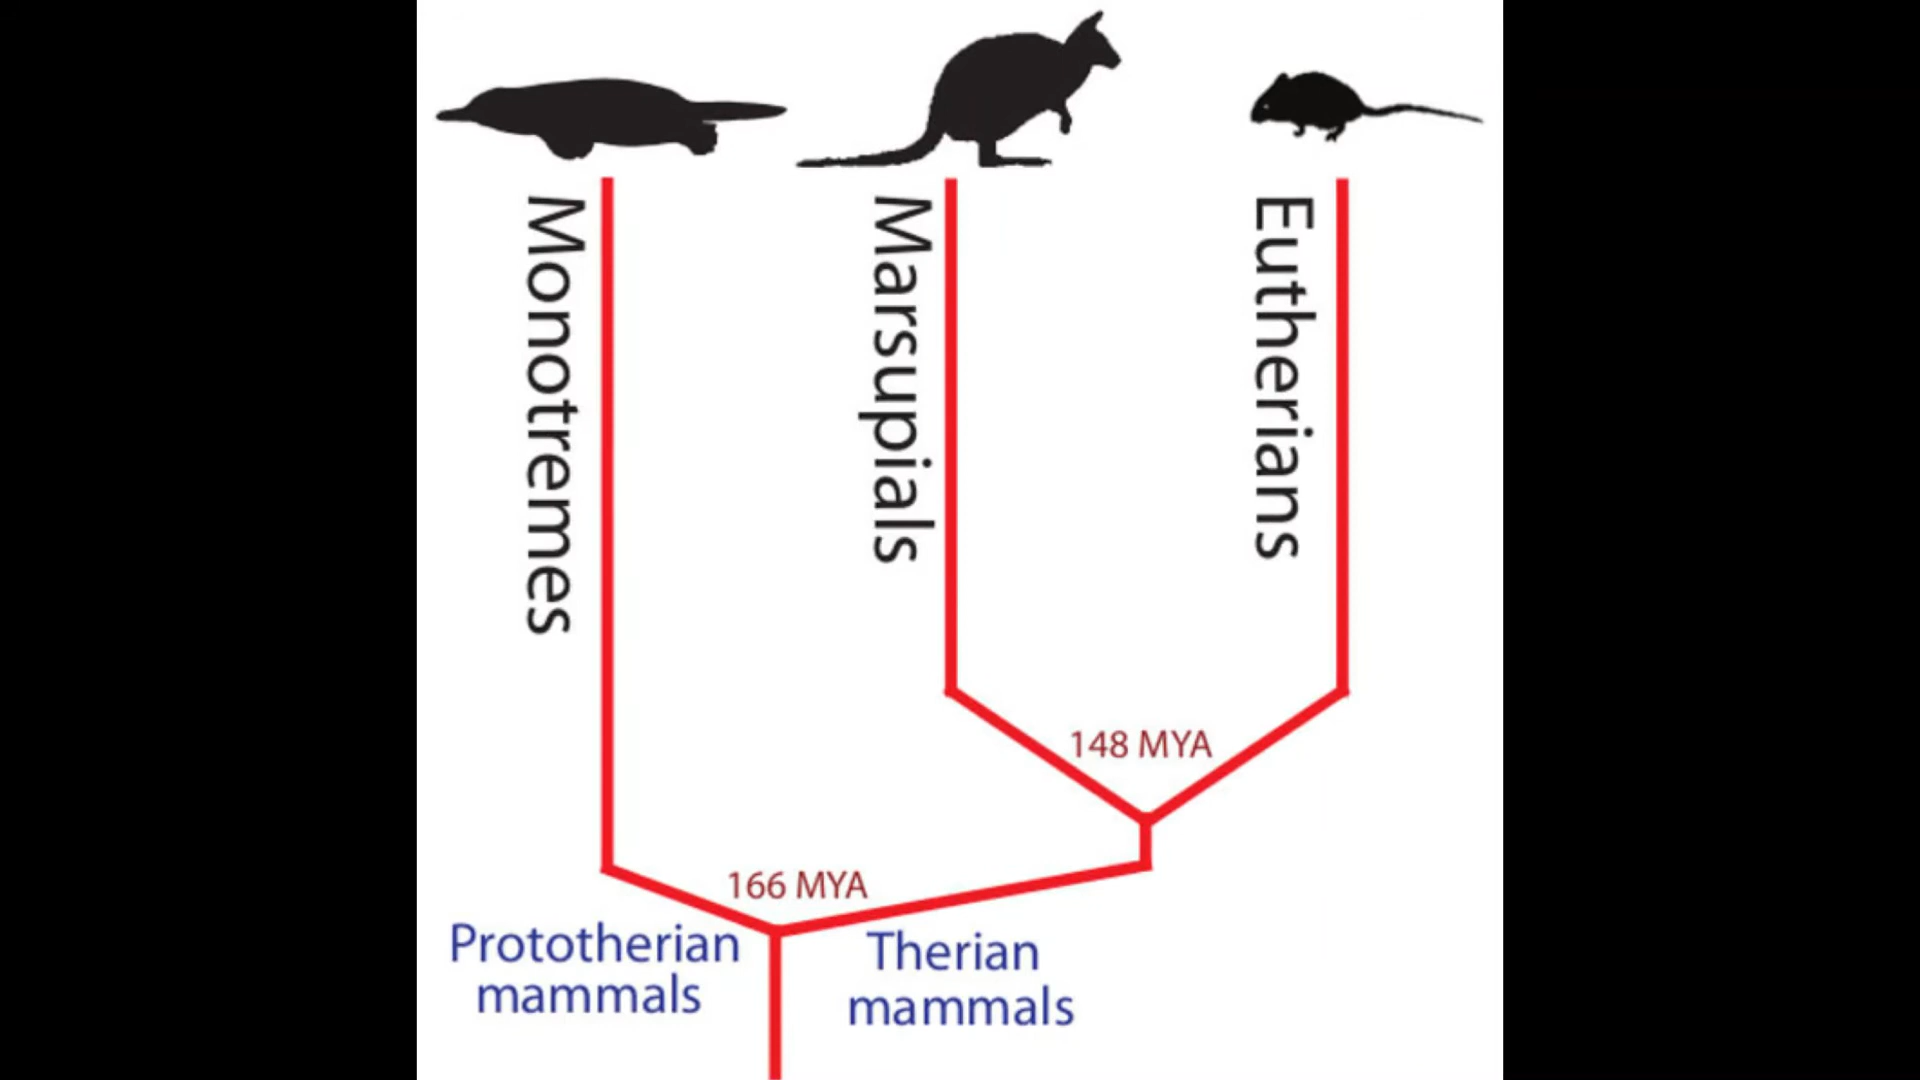 Monotremes
Marsupials
Eutherians
148 MYA
166 MYA
Prototherian
mammals
Therian
mammals